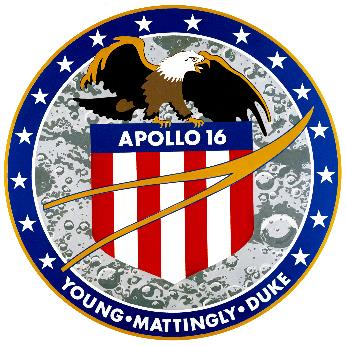 APOLLO 16
YOUNG • MATTINGLY • DUKE